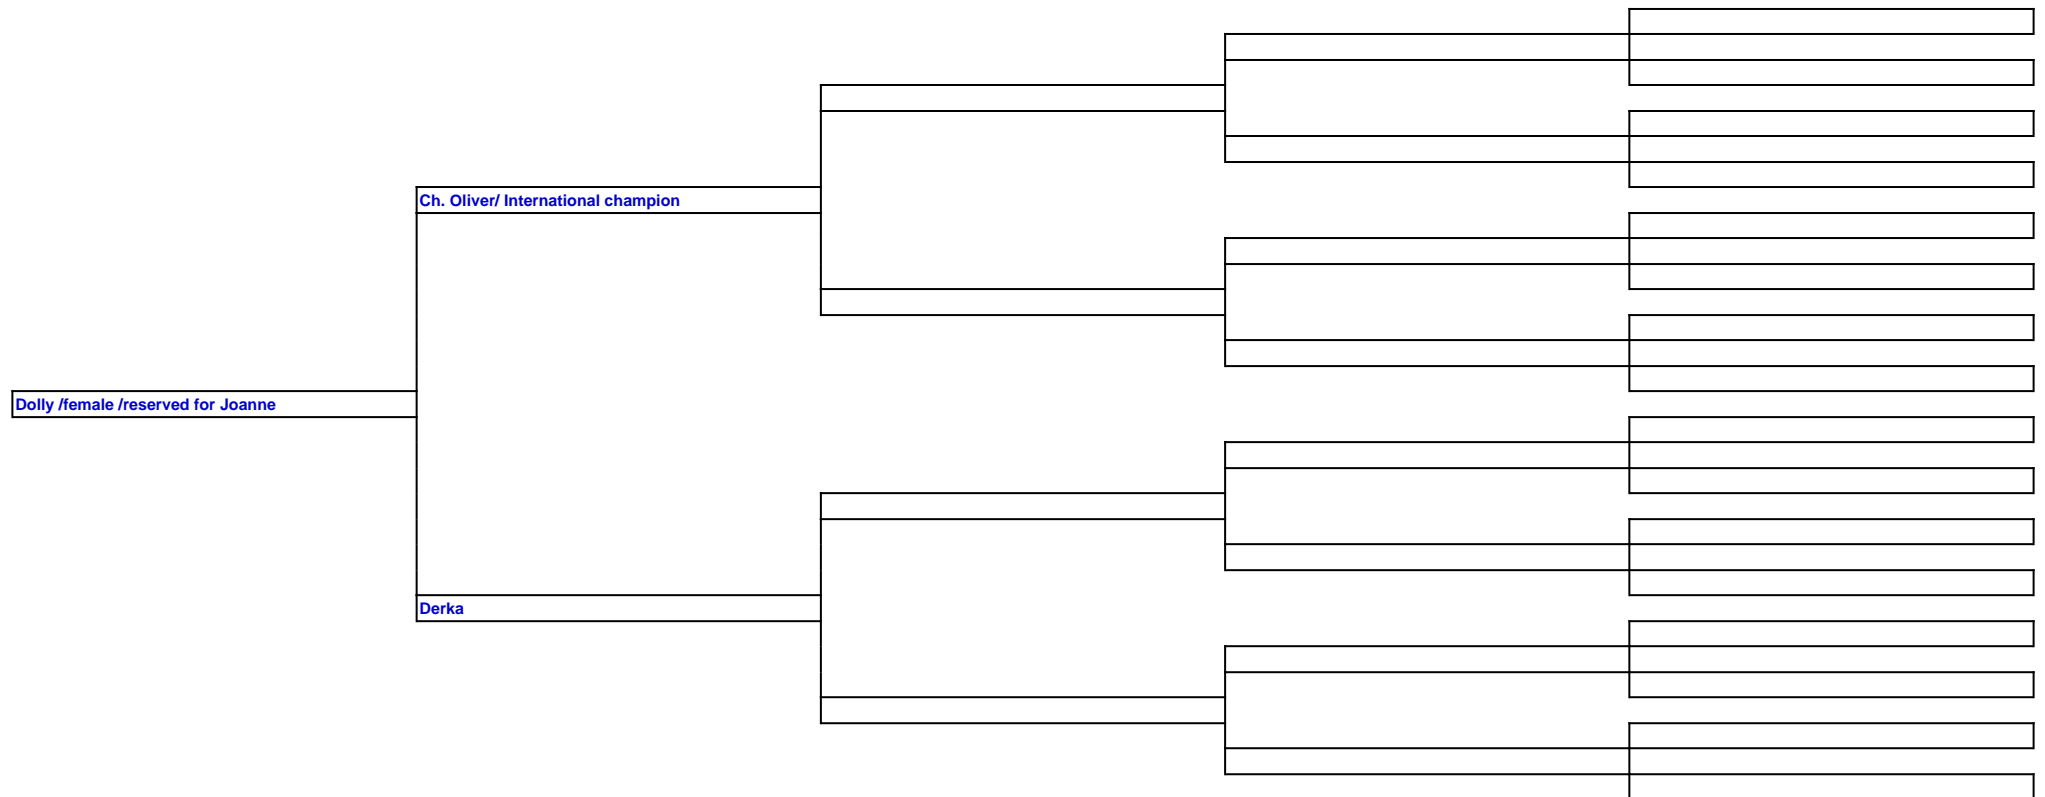 Ch. Oliver/ International champion
Dolly /female /reserved for Joanne
Derka